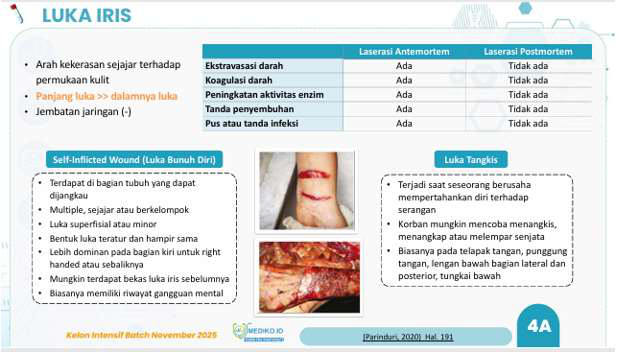 LUKA IRIS
• Arah kekerasan sejajar terhadap
permukaan kulit
• Panjang luka >> dalamnya luka
• Jembatan jaringan (-)
Laserasi Antemortem Laserasi Postmortem
Ekstravasasi darah Ada Tidak ada
Koagulasi darah Ada Tidak ada
Peningkatan aktivitas enzim Ada Tidak ada
Tanda penyembuhan Ada Tidak ada
Pus atau tanda infeksi Ada Tidak ada
Self-Inflicted Wound (Luka Bunuh Diri)
• Terdapat di bagian tubuh yang dapat
dijangkau
• Multiple, sejajar atau berkelompok
• Luka superfisial atau minor
• Bentuk luka teratur dan hampir sama
• Lebih dominan pada bagian kiri untuk right
handed atau sebaliknya
• Mungkin terdapat bekas luka iris sebelumnya
• Biasanya memiliki riwayat gangguan mental
Luka Tangkis
• Terjadi saat seseorang berusaha
mempertahankan diri terhadap
serangan
• Korban mungkin mencoba menangkis,
menangkap atau melempar senjata
• Biasanya pada telapak tangan, punggung
tangan, lengan bawah bagian lateral dan
posterior, tungkai bawah
Kelon Intensif Batch November 2025
MEDIKO.ID
(Parinduri, 2020) Hal. 191
4A